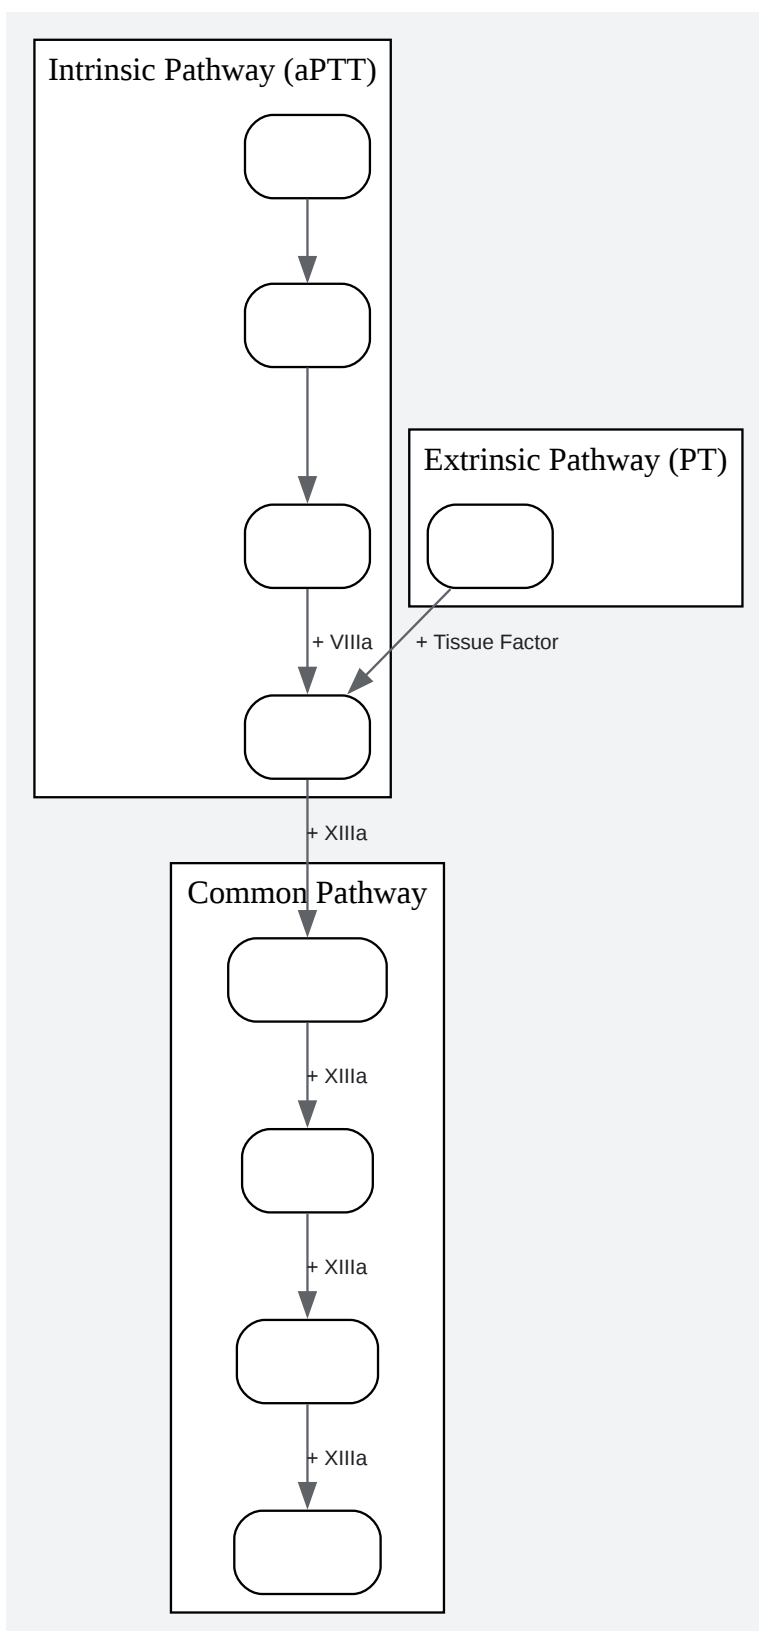 Intrinsic Pathway (aPTT)
Extrinsic Pathway (PT)
+ VIIIa
+ Tissue Factor
+ XIIIa
Common Pathway
+ XIIIa
+ XIIIa
+ XIIIa